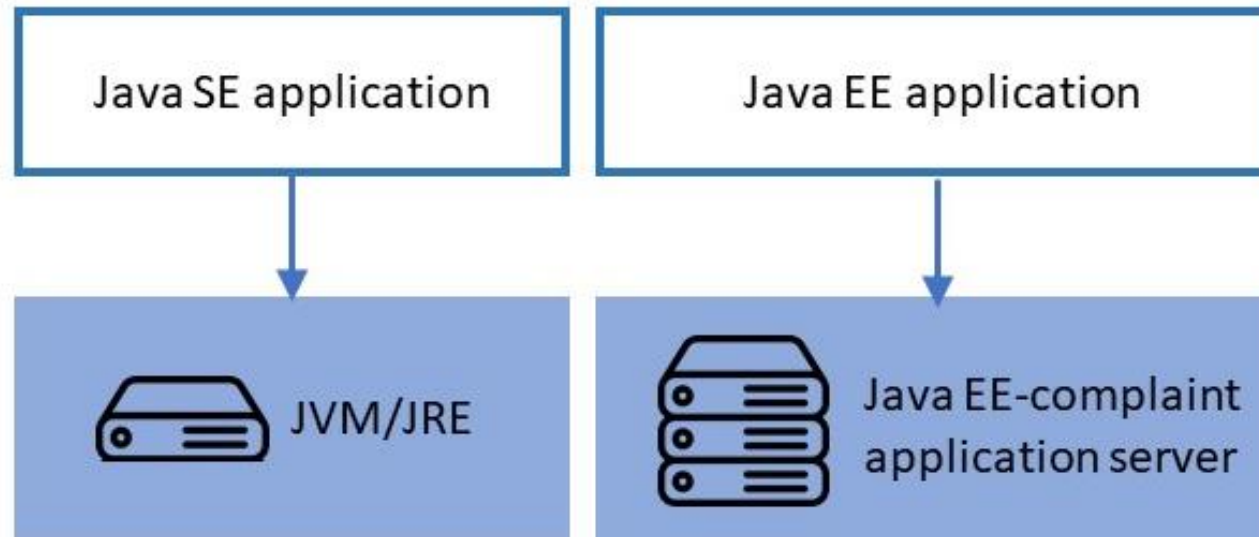 Java SE application
Java EE application
JVM/JRE
Java EE-complaint
application server